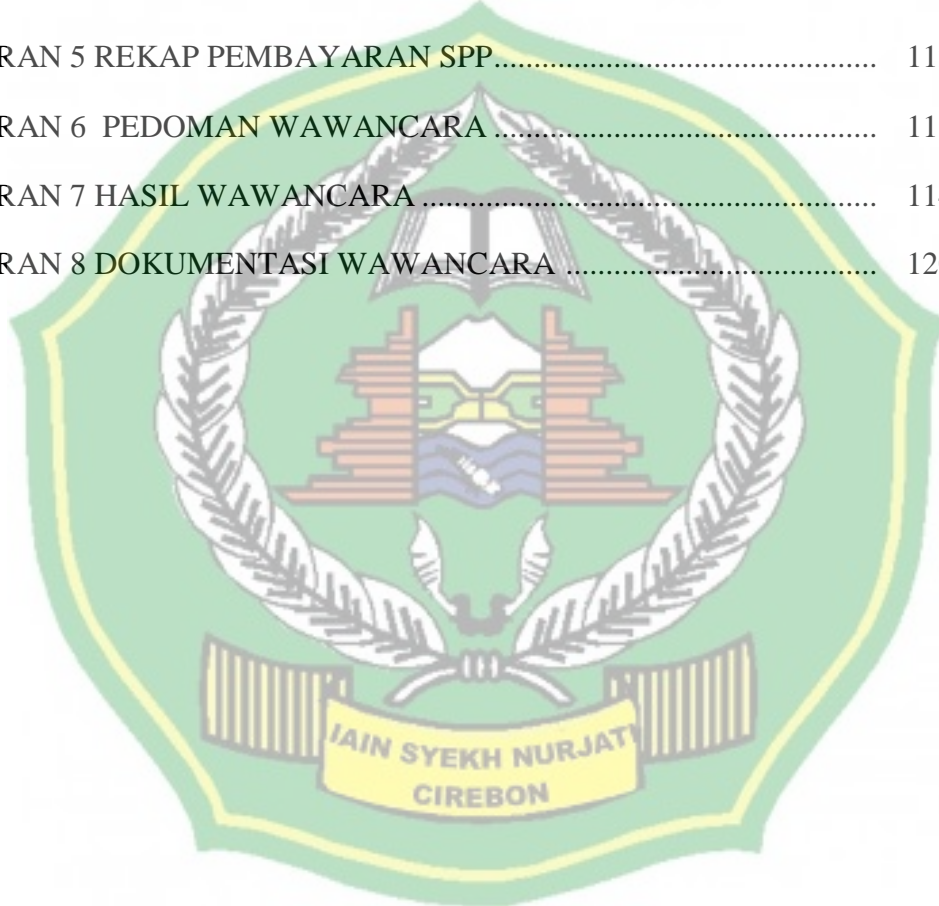 RAN 5 REKAP PEMBAYARAN SPP............................................. 11
RAN 6  PEDOMAN WAWANCARA ............................................. 11
RAN 7 HASIL WAWANCARA ..................................................... 11
RAN 8 DOKUMENTASI WAWANCARA .................................... 12
IAIN SYEKH NURJATI
CIREBON